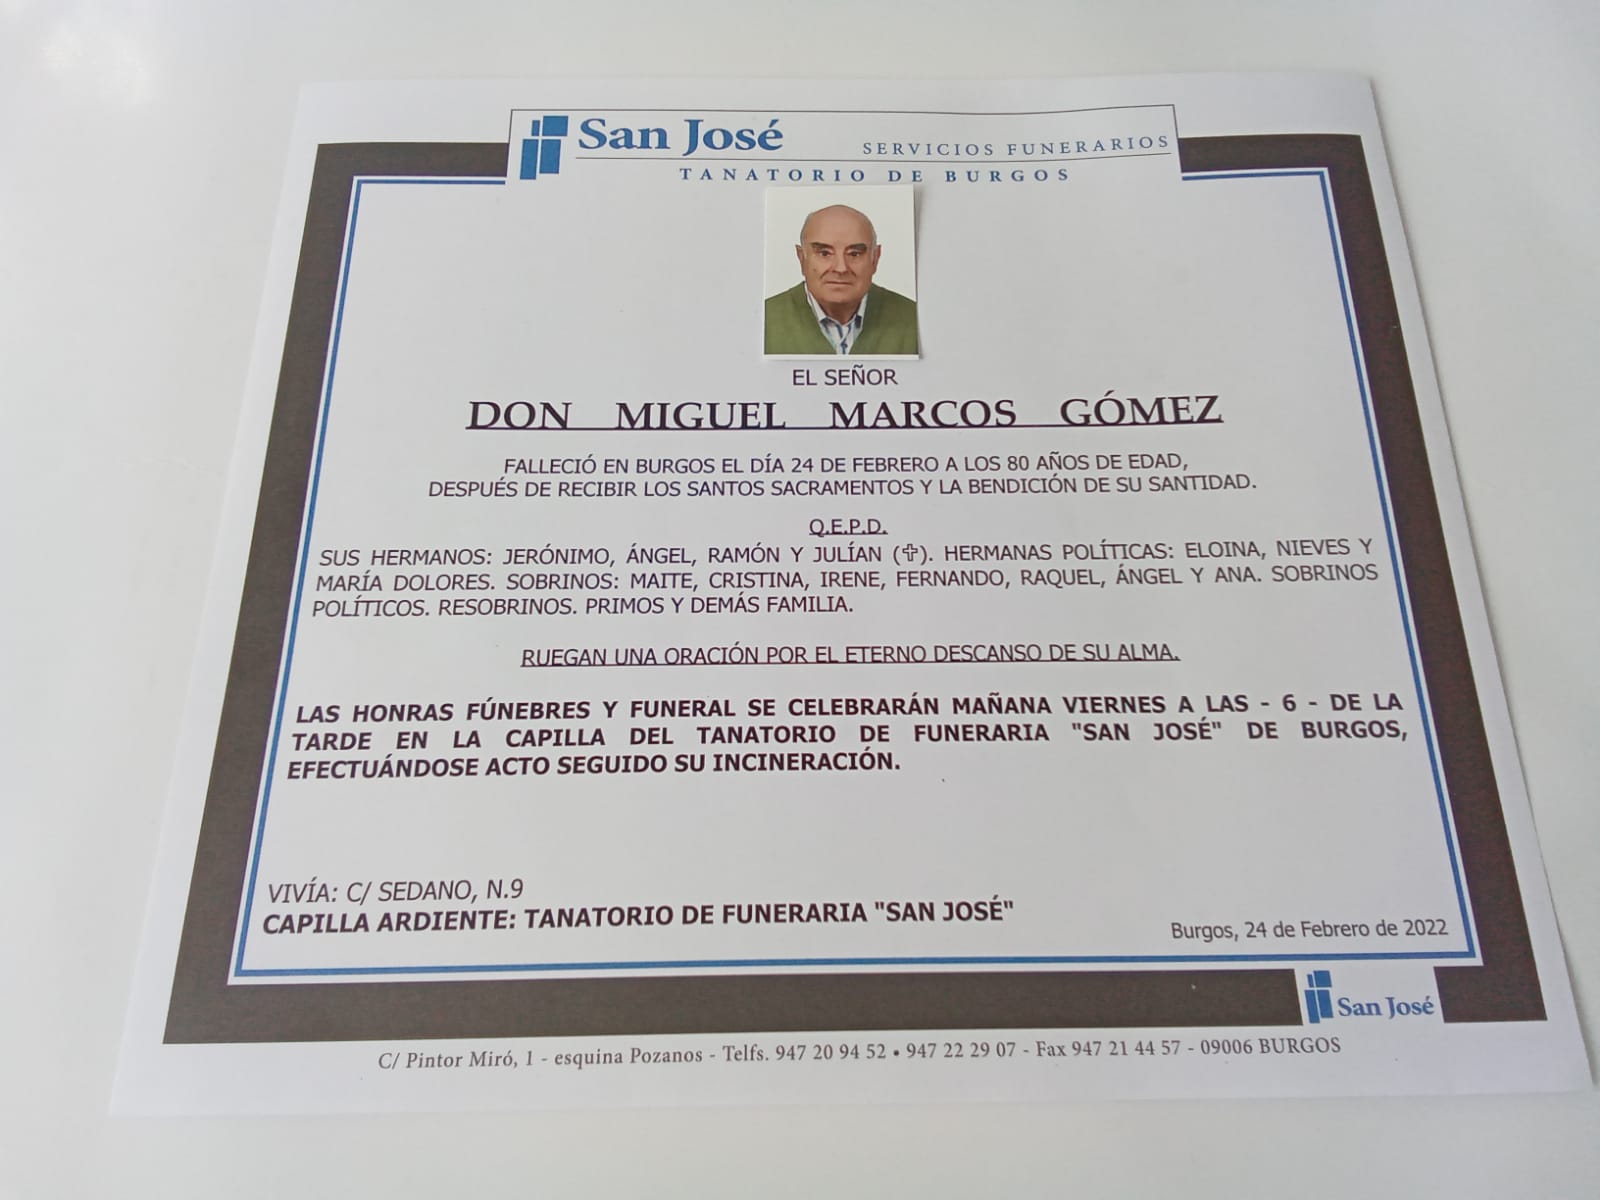 San José
SERVICIOS FUNERARIOS
TANATORIO DE BURGOS
EL SEÑOR
DON MIGUEL MARCOS GÓMEZ
FALLECIÓ EN BURGOS EL DÍA 24 DE FEBRERO A LOS 80 AÑOS DE EDAD,
DESPUÉS DE RECIBIR LOS SANTOS SACRAMENTOS Y LA BENDICIÓN DE SU SANTIDAD.
Q.E.P.D.
SUS HERMANOS: JERÓNIMO, ÁNGEL, RAMÓN Y JULÍAN (✞). HERMANAS POLÍTICAS: ELOINA, NIEVES Y
MARÍA DOLORES. SOBRINOS: MAITE, CRISTINA, IRENE, FERNANDO, RAQUEL, ÁNGEL Y ANA. SOBRINOS
POLÍTICOS. RESOBRINOS. PRIMOS Y DEMÁS FAMILIA.
RUEGAN UNA ORACIÓN POR EL ETERNO DESCANSO DE SU ALMA.
LAS HONRAS FÚNEBRES Y FUNERAL SE CELEBRARÁN MAÑANA VIERNES A LAS - 6 - DE LA
TARDE EN LA CAPILLA DEL TANATORIO DE FUNERARIA "SAN JOSÉ" DE BURGOS,
EFECTUÁNDOSE ACTO SEGUIDO SU INCINERACIÓN.
VIVÍA: C/ SEDANO, N.9
CAPILLA ARDIENTE: TANATORIO DE FUNERARIA "SAN JOSÉ"
Burgos, 24 de Febrero de 2022
San José
C/ Pintor Miró, 1 - esquina Pozanos - Telfs. 947 20 94 52 • 947 22 29 07 - Fax 947 21 44 57 - 09006 BURGOS